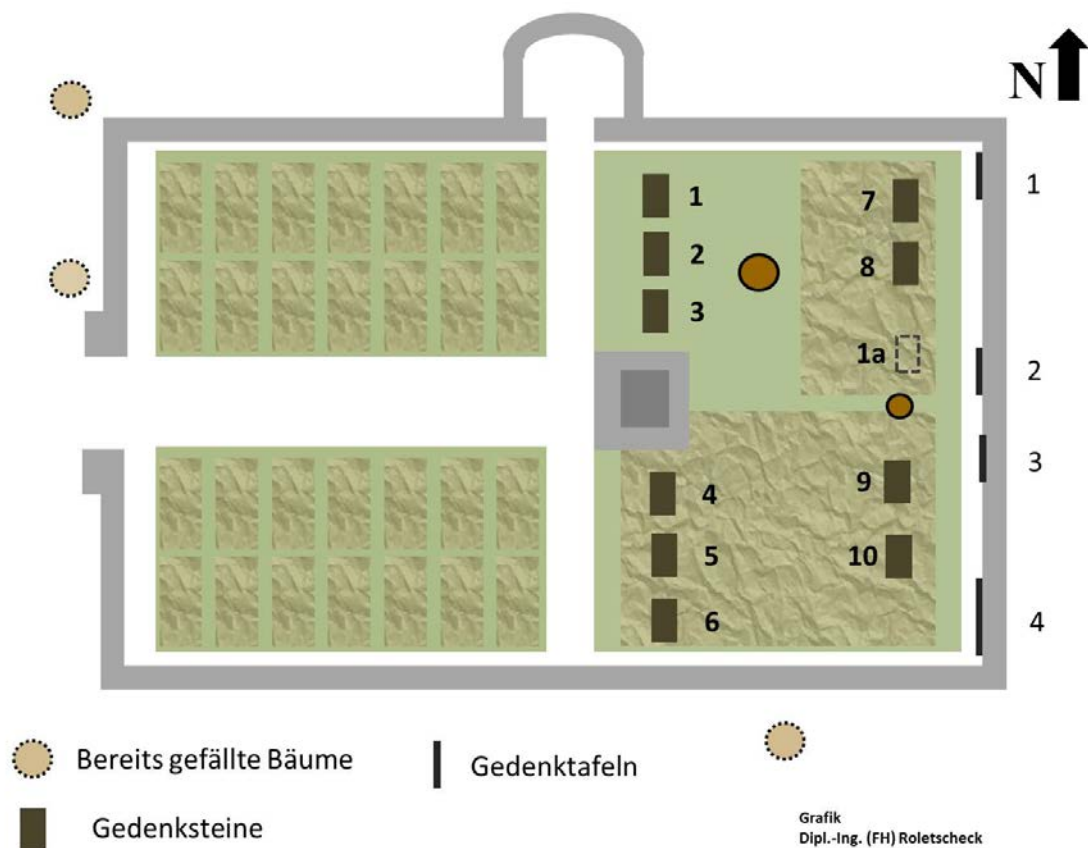 N
1
2
3
7
8
1a
1
2
3
4
4
5
6
9
10
Bereits gefällte Bäume
Gedenktafeln
Gedenksteine
Grafik
Dipl.-Ing. (FH) Roletscheck